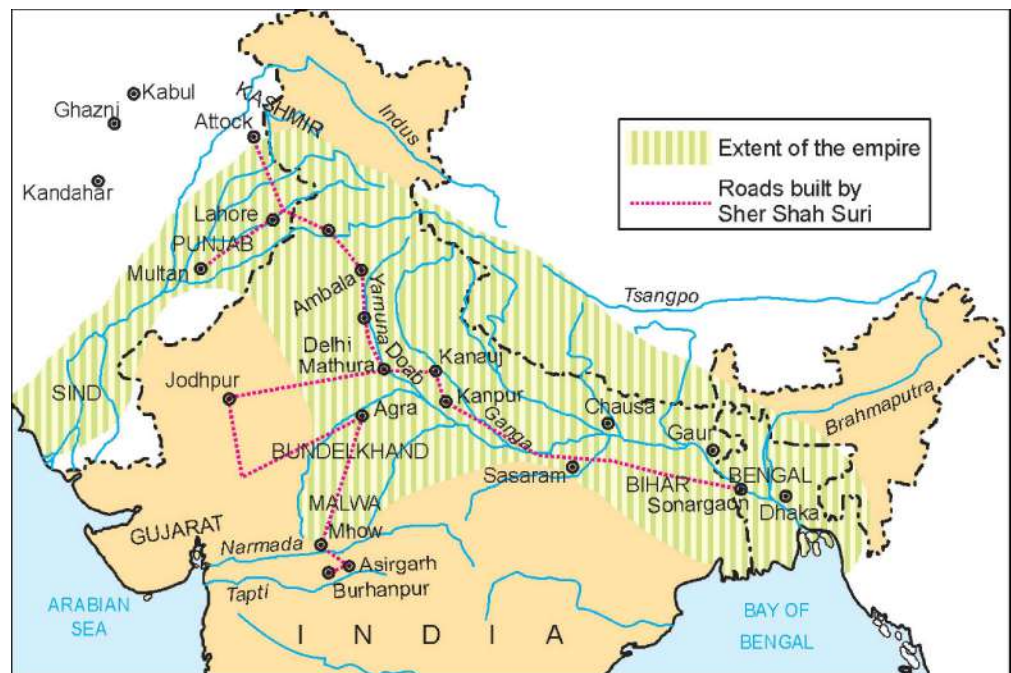 Kabul
Ghazni
Attock
KASHMIR
Indus
Kandahar
Extent of the empire
Roads built by
Sher Shah Suri
Lahore
PUNJAB
Multan
Ambala
Yamuna
Doab
Tsangpo
Delhi
Mathura
Kanauj
SIND
Jodhpur
Agra
Kanpur
Ganga
Chausa
Brahmaputra
BUNDELKHAND
Gaur
Sasaram
BIHAR
BENGAL
Sonargaon
Dhaka
MALWA
GUJARAT
Mhow
Narmada
Asirgarh
Burhanpur
Tapti
ARABIAN
SEA
INDIA
BAY OF
BENGAL